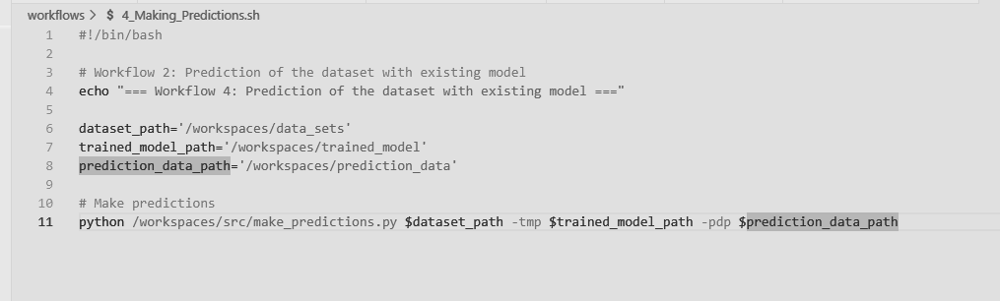 workflows > $ 4_Making_Predictions.sh
1 #!/bin/bash
2
3 # Workflow 2: Prediction of the dataset with existing model
4 echo "=== Workflow 4: Prediction of the dataset with existing model ==="
5
6 dataset_path='/workspaces/data_sets'
7 trained_model_path='/workspaces/trained_model'
8 prediction_data_path='/workspaces/prediction_data'
9
10 # Make predictions
11 python /workspaces/src/make_predictions.py $dataset_path -tmp $trained_model_path -pdp $prediction_data_path